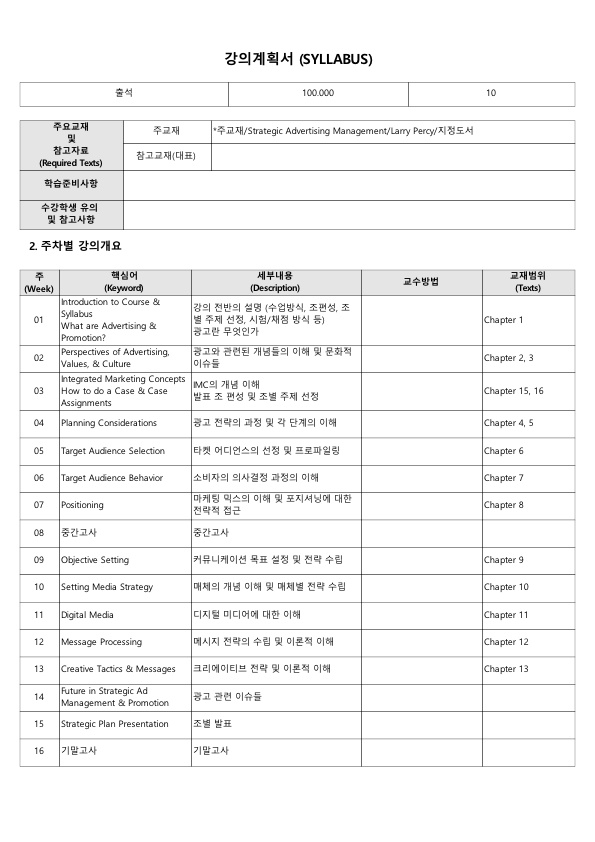 강의계획서 (SYLLABUS)
출석 100.000 10
주요교재
및
참고자료
(Required Texts)
주교재 *주교재/Strategic Advertising Management/Larry Percy/지정도서
참고교재(대표)
학습준비사항
수강학생 유의
및 참고사항
2. 주차별 강의개요
주
(Week)
핵심어
(Keyword)
세부내용
(Description)
교수방법
교재범위
(Texts)
01
Introduction to Course &
Syllabus
What are Advertising &
Promotion?
강의 전반의 설명 (수업방식, 조편성, 조
별 주제 선정, 시험/채점 방식 등)
광고란 무엇인가
Chapter 1
02
Perspectives of Advertising,
Values, & Culture
광고와 관련된 개념들의 이해 및 문화적
이슈들
Chapter 2, 3
03
Integrated Marketing Concepts
How to do a Case & Case
Assignments
IMC의 개념 이해
발표 조 편성 및 조별 주제 선정
Chapter 15, 16
04 Planning Considerations 광고 전략의 과정 및 각 단계의 이해 Chapter 4, 5
05 Target Audience Selection 타켓 어디언스의 선정 및 프로파일링 Chapter 6
06 Target Audience Behavior 소비자의 의사결정 과정의 이해 Chapter 7
07 Positioning
마케팅 믹스의 이해 및 포지셔닝에 대한
전략적 접근
Chapter 8
08 중간고사 중간고사
09 Objective Setting 커뮤니케이션 목표 설정 및 전략 수립 Chapter 9
10 Setting Media Strategy 매체의 개념 이해 및 매체별 전략 수립 Chapter 10
11 Digital Media 디지털 미디어에 대한 이해 Chapter 11
12 Message Processing 메시지 전략의 수립 및 이론적 이해 Chapter 12
13 Creative Tactics & Messages 크리에이티브 전략 및 이론적 이해 Chapter 13
14
Future in Strategic Ad
Management & Promotion
광고 관련 이슈들
15 Strategic Plan Presentation 조별 발표
16 기말고사 기말고사